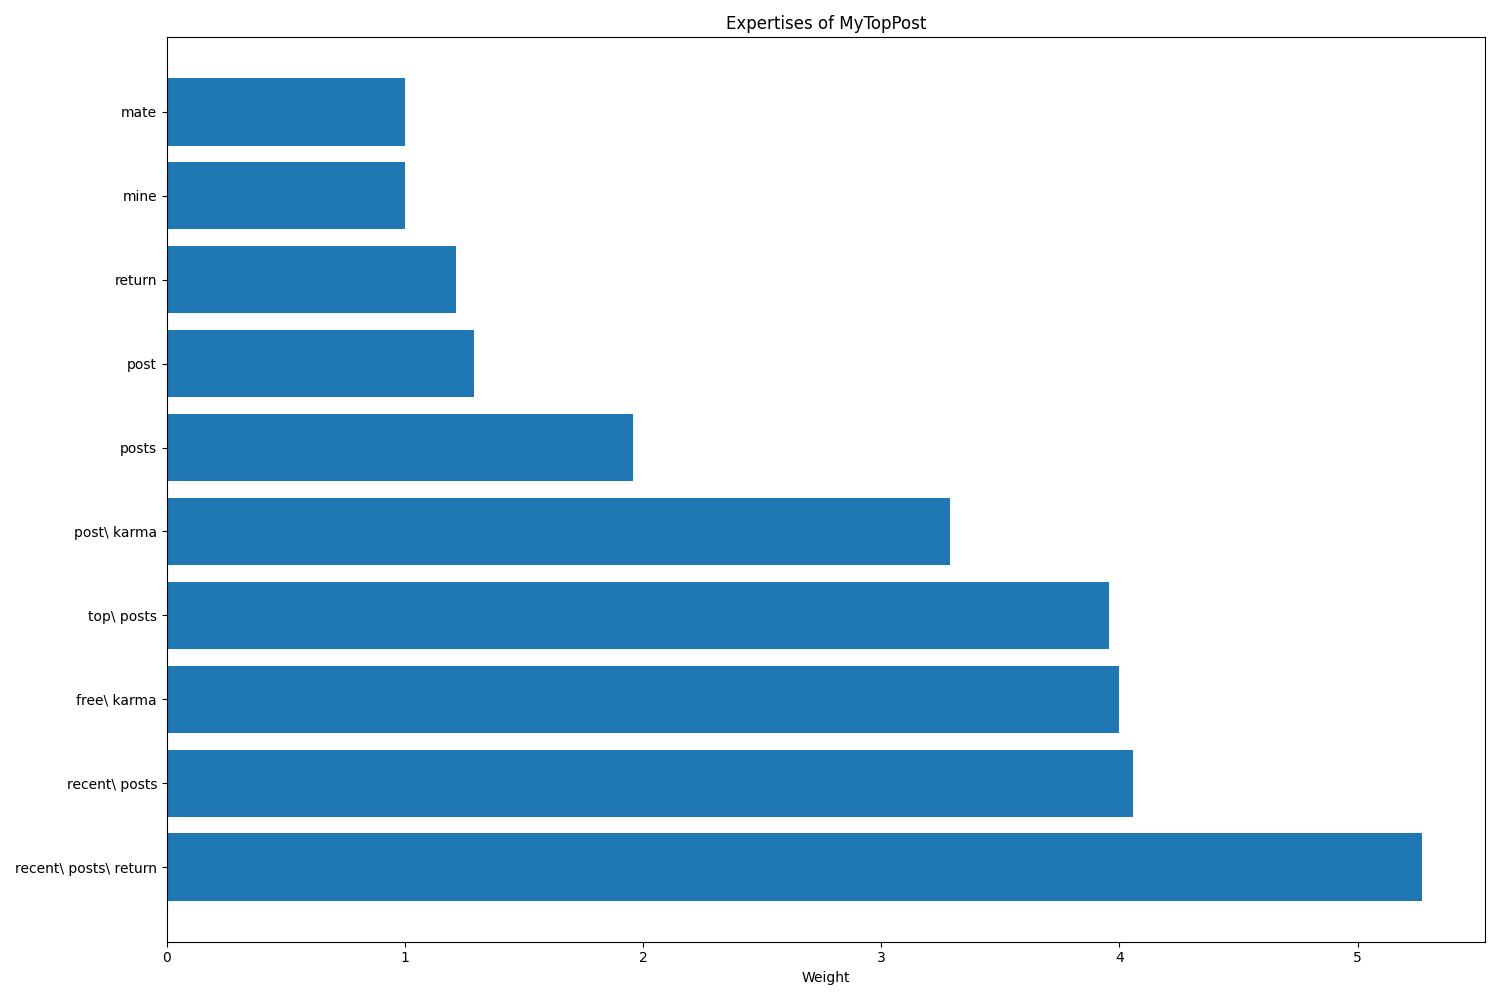 Expertises of MyTopPost
mate
mine
return
post
posts
post\ karma
top\ posts
free\ karma
recent\ posts
recent\ posts\ return
0 1 2 3 4 5
Weight